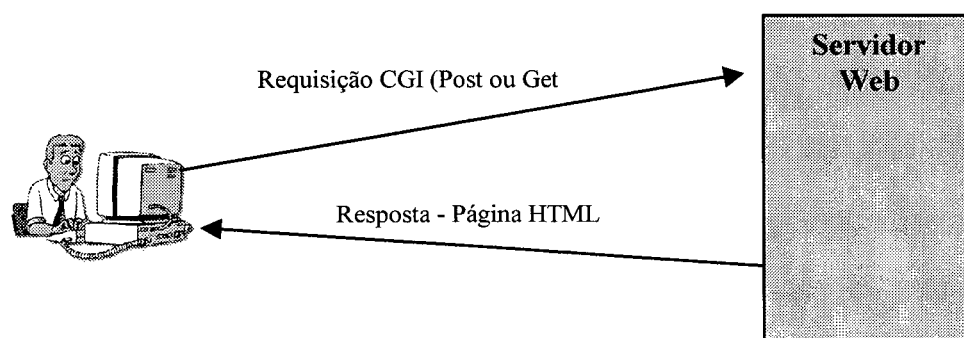 Servidor
Web
Requisição CGI (Post ou Get
Resposta - Página HTML